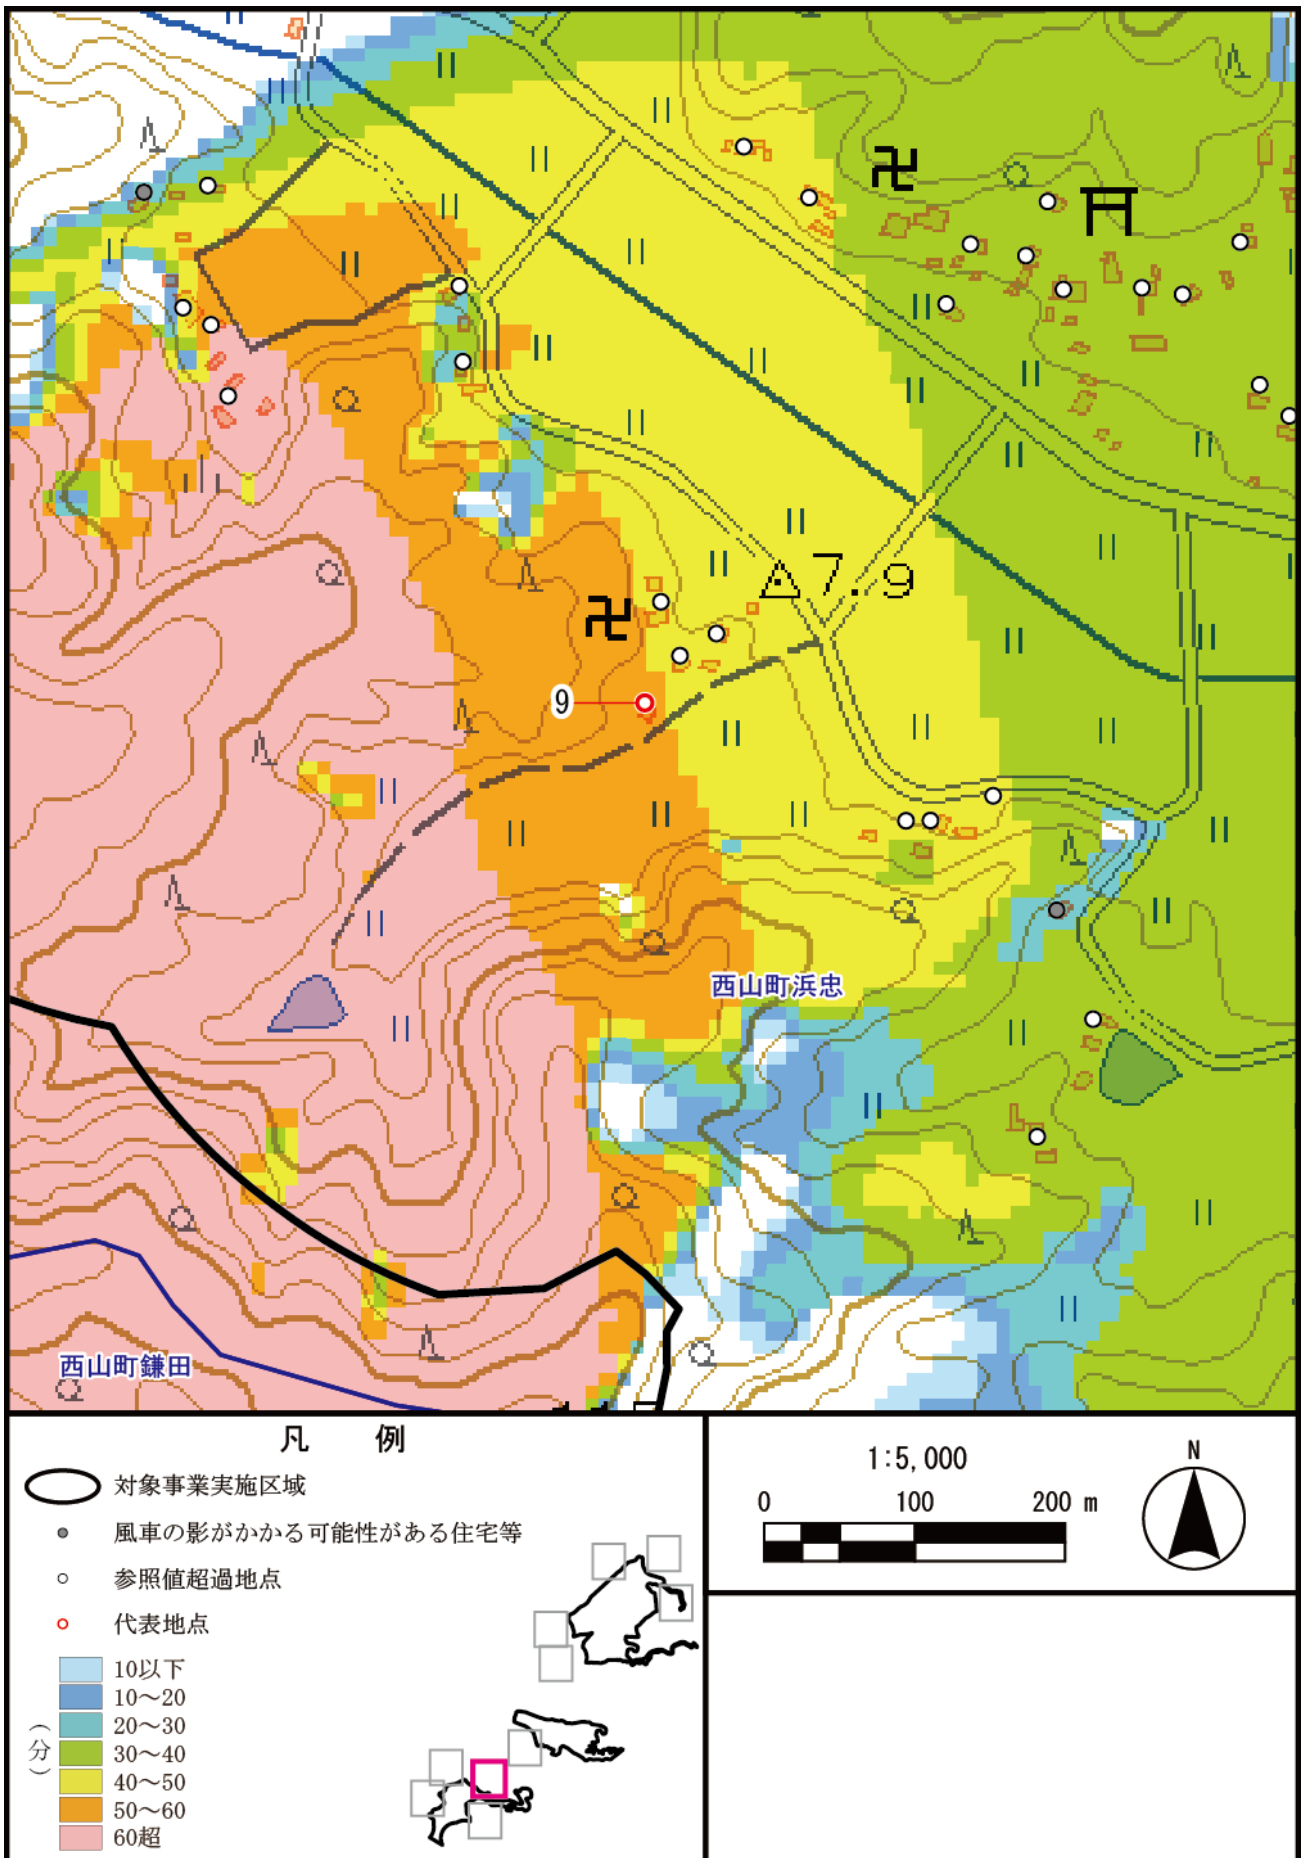 7.9
9
西山町浜忠
西山町鎌田
凡 例
対象事業実施区域
風車の影がかかる可能性がある住宅等
参照値超過地点
代表地点
(分)
10以下
10～20
20～30
30～40
40～50
50～60
60超
1:5,000
0 100 200 m
N